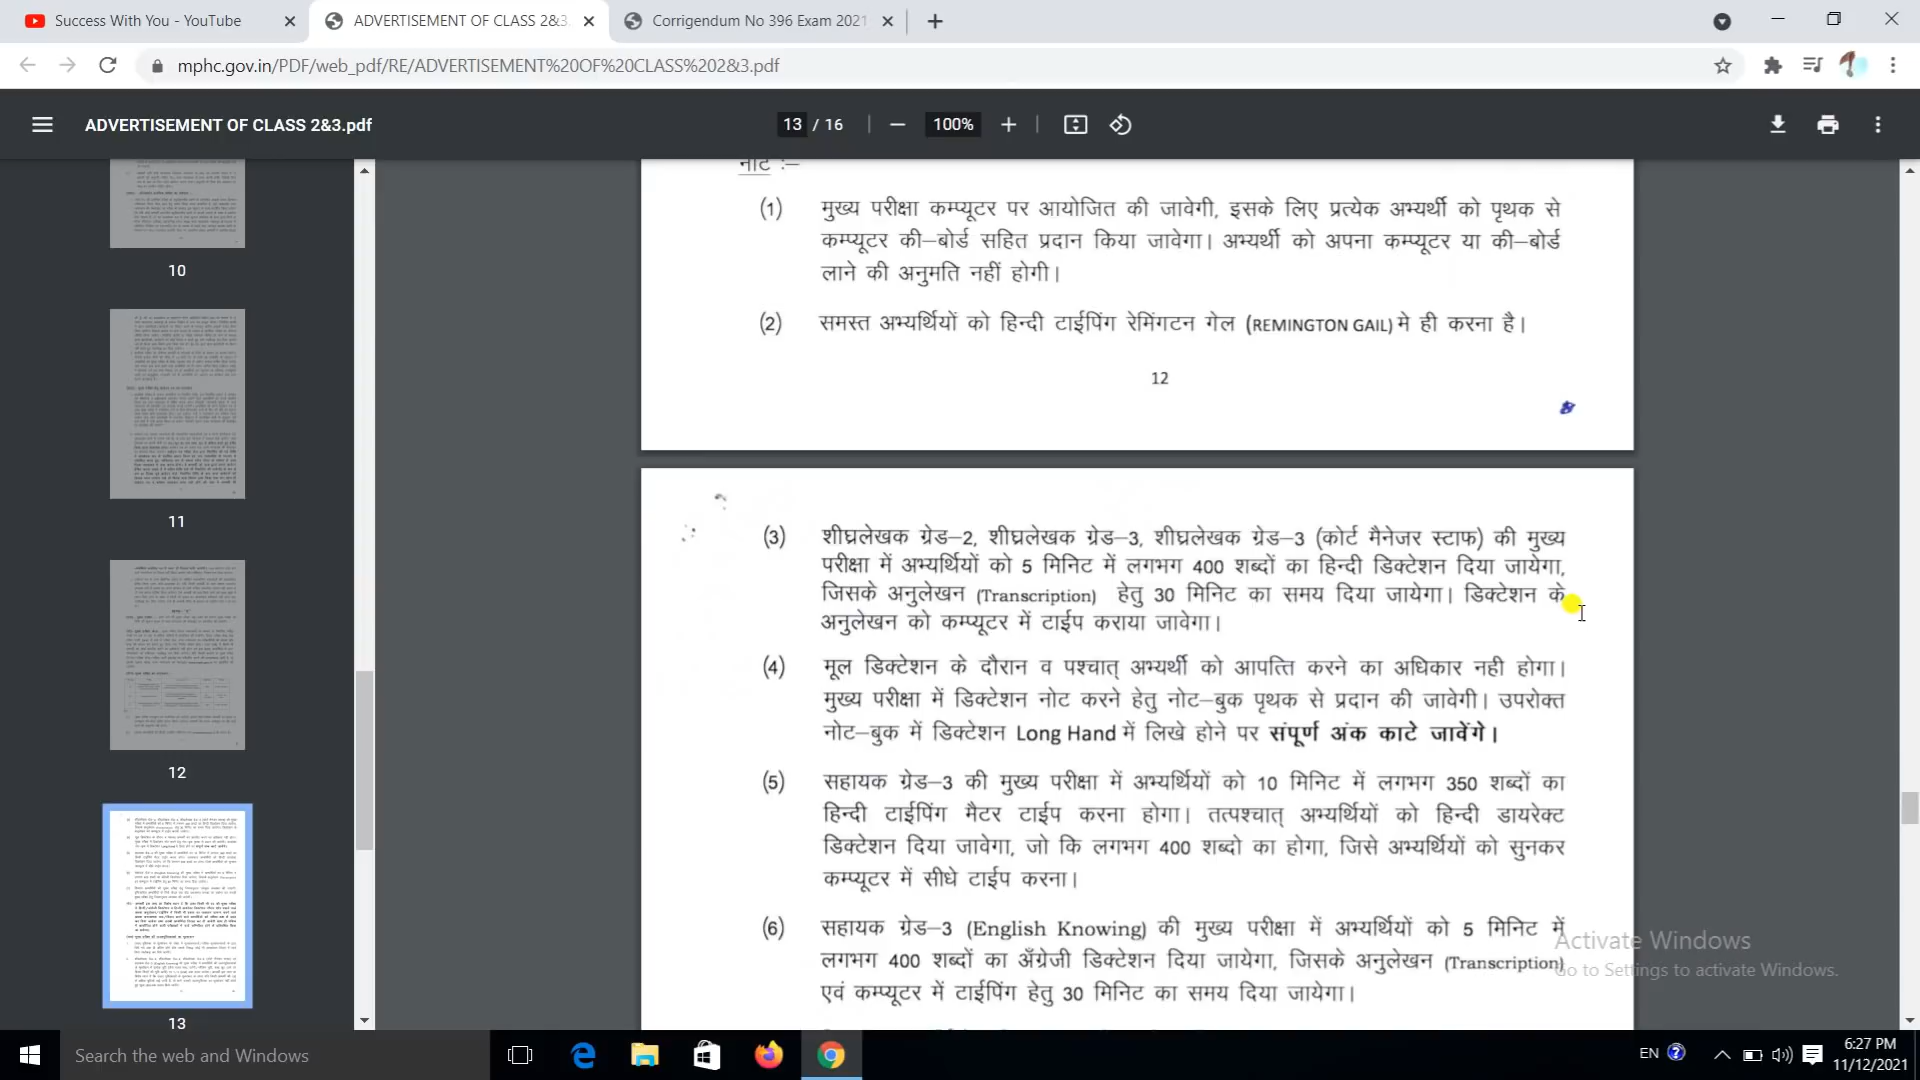 Success With You - YouTube
ADVERTISEMENT OF CLASS 2&3.
Corrigendum No 396 Exam 2021
mphc.gov.in/PDF/web_pdf/RE/ADVERTISEMENT%20OF%20CLASS%202&3.pdf
ADVERTISEMENT OF CLASS 2&3.pdf
13 / 16
100%
नोट :–
(1) मुख्य परीक्षा कम्प्यूटर पर आयोजित की जावेगी, इसके लिए प्रत्येक अभ्यर्थी को पृथक से
कम्प्यूटर की–बोर्ड सहित प्रदान किया जावेगा। अभ्यर्थी को अपना कम्प्यूटर या की–बोर्ड
लाने की अनुमति नहीं होगी।
(2) समस्त अभ्यर्थियों को हिन्दी टाईपिंग रेमिंगटन गेल (REMINGTON GAIL) मे ही करना है।
12
(3) शीघ्रलेखक ग्रेड–2, शीघ्रलेखक ग्रेड–3, शीघ्रलेखक ग्रेड–3 (कोर्ट मैनेजर स्टाफ) की मुख्य
परीक्षा में अभ्यर्थियों को 5 मिनिट में लगभग 400 शब्दों का हिन्दी डिक्टेशन दिया जायेगा,
जिसके अनुलेखन (Transcription) हेतु 30 मिनिट का समय दिया जायेगा। डिक्टेशन के
अनुलेखन को कम्प्यूटर में टाईप कराया जावेगा।
(4) मूल डिक्टेशन के दौरान व पश्चात् अभ्यर्थी को आपत्ति करने का अधिकार नही होगा।
मुख्य परीक्षा में डिक्टेशन नोट करने हेतु नोट–बुक पृथक से प्रदान की जावेगी। उपरोक्त
नोट–बुक में डिक्टेशन Long Hand में लिखे होने पर संपूर्ण अंक काटे जावेंगे।
(5) सहायक ग्रेड–3 की मुख्य परीक्षा में अभ्यर्थियों को 10 मिनिट में लगभग 350 शब्दों का
हिन्दी टाईपिंग मैटर टाईप करना होगा। तत्पश्चात् अभ्यर्थियों को हिन्दी डायरेक्ट
डिक्टेशन दिया जावेगा, जो कि लगभग 400 शब्दो का होगा, जिसे अभ्यर्थियों को सुनकर
कम्प्यूटर में सीधे टाईप करना।
(6) सहायक ग्रेड–3 (English Knowing) की मुख्य परीक्षा में अभ्यर्थियों को 5 मिनिट में
लगभग 400 शब्दों का अँग्रेजी डिक्टेशन दिया जायेगा, जिसके अनुलेखन (Transcription)
एवं कम्प्यूटर में टाईपिंग हेतु 30 मिनिट का समय दिया जायेगा।
10
11
12
13
Activate Windows
Go to Settings to activate Windows.
Search the web and Windows
EN
6:27 PM
11/12/2021